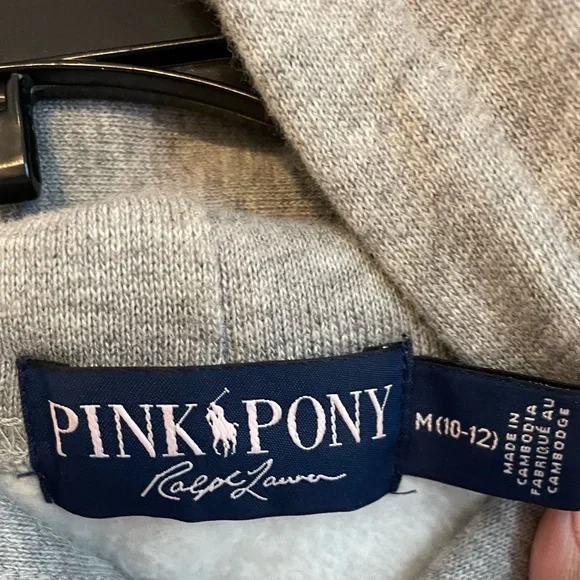 PINK PONY
Ralph Lauren
M (10-12)
MADE IN
CAMBODIA
FABRIQUÉ AU
CAMBODGE